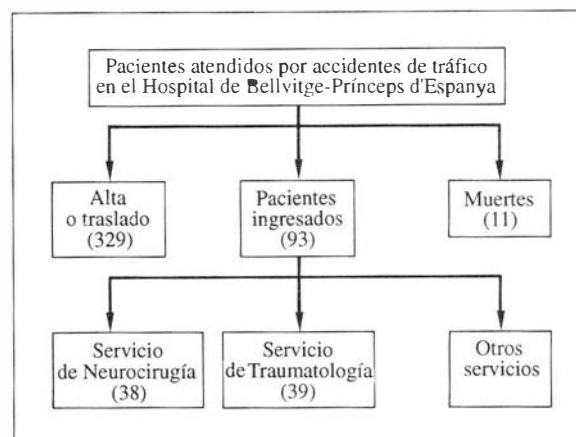 Pacientes atendidos por accidentes de tráfico
en el Hospital de Bellvitge-Prínceps d'Espanya
Alta
o traslado
(329)
Pacientes
ingresados
(93)
Muertes
(11)
Servicio
de Neurocirugía
(38)
Servicio
de Traumatología
(39)
Otros
servicios